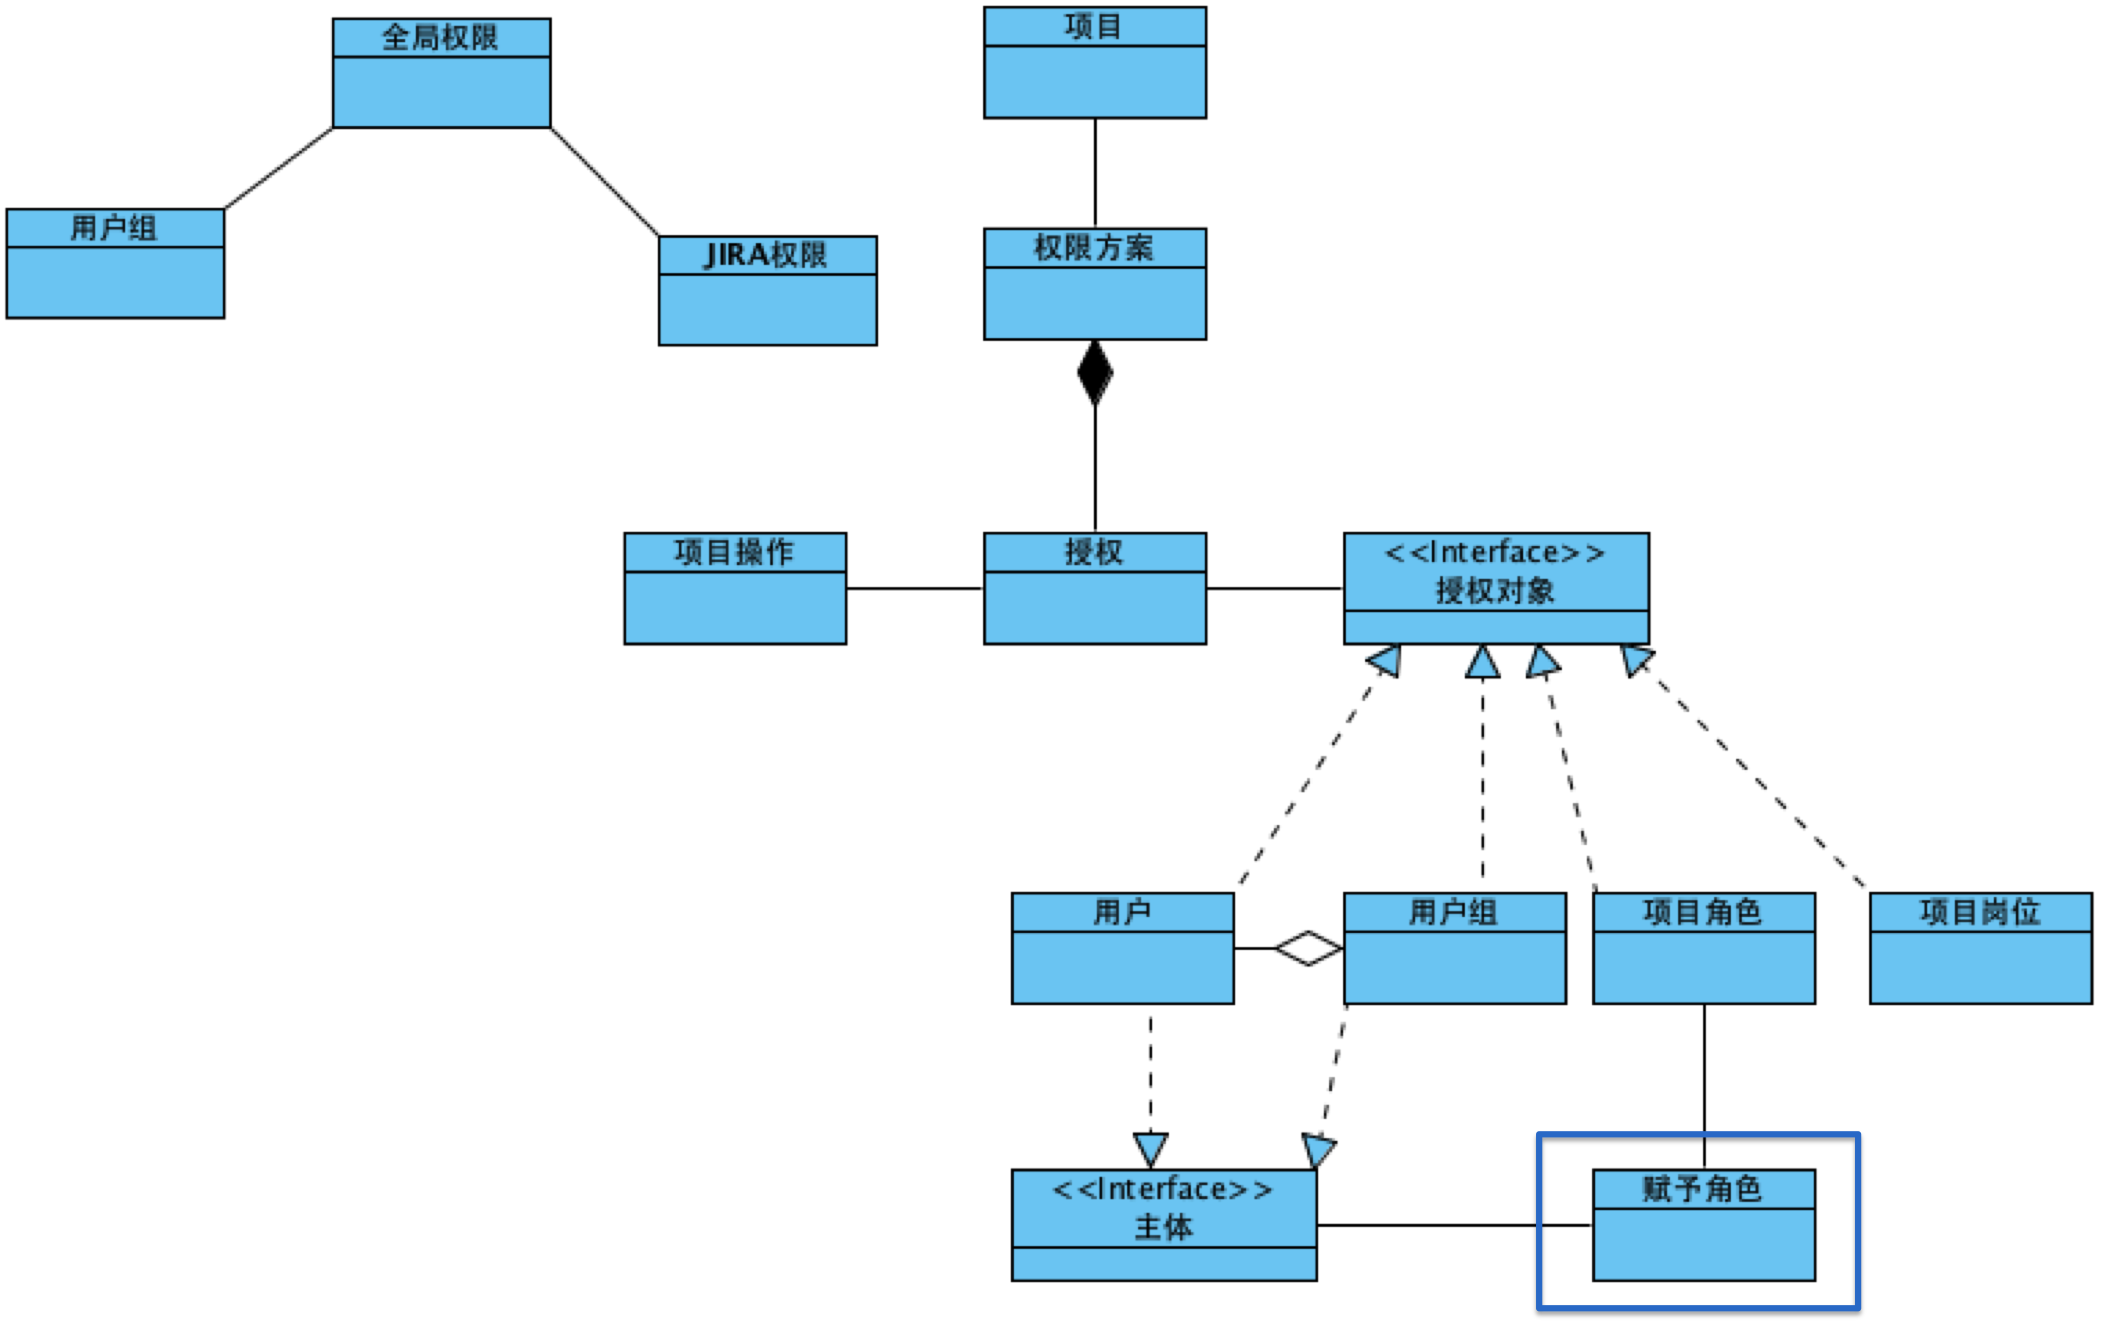 全局权限
项目
用户组
JIRA权限
权限方案
项目操作
授权
<<Interface>>
授权对象
用户
用户组
项目角色
项目岗位
<<Interface>>
主体
赋予角色